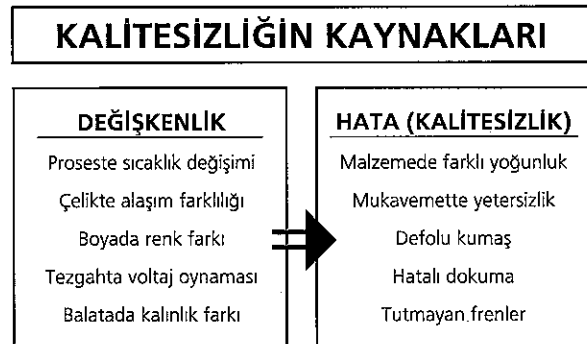 KALİTESİZLİĞİN KAYNAKLARI
DEĞİŞKENLİK
Proseste sıcaklık değişimi
Çelikte alaşım farklılığı
Boyada renk farkı
Tezgahta voltaj oynaması
Balatada kalınlık farkı
HATA (KALİTESİZLİK)
Malzemede farklı yoğunluk
Mukavemette yetersizlik
Defolu kumaş
Hatalı dokuma
Tutmayan frenler